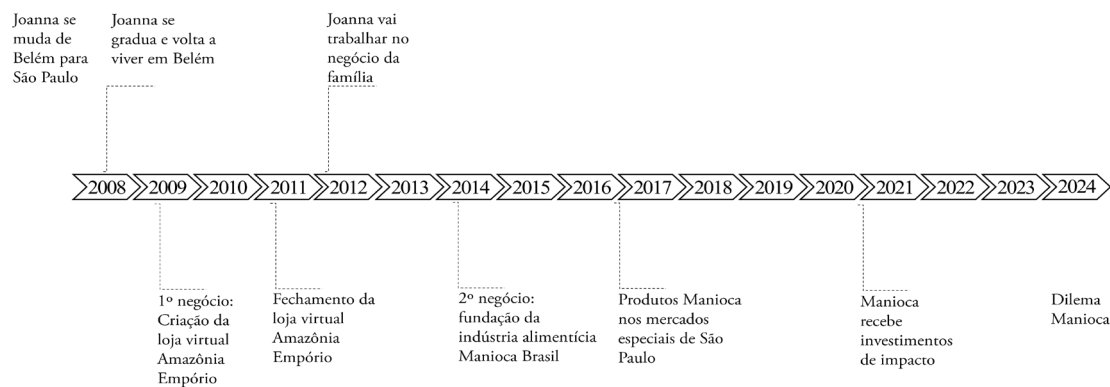 Joanna se
muda de
Belém para
São Paulo
Joanna se
gradua e volta a
viver em Belém
Joanna vai
trabalhar no
negócio da
família
2008 2009 2010 2011 2012 2013 2014 2015 2016 2017 2018 2019 2020 2021 2022 2023 2024
1º negócio:
Criação da
loja virtual
Amazônia
Empório
Fechamento da
loja virtual
Amazônia
Empório
2º negócio:
fundação da
indústria alimentícia
Manioca Brasil
Produtos Manioca
nos mercados
especiais de São
Paulo
Manioca
recebe
investimentos
de impacto
Dilema
Manioca